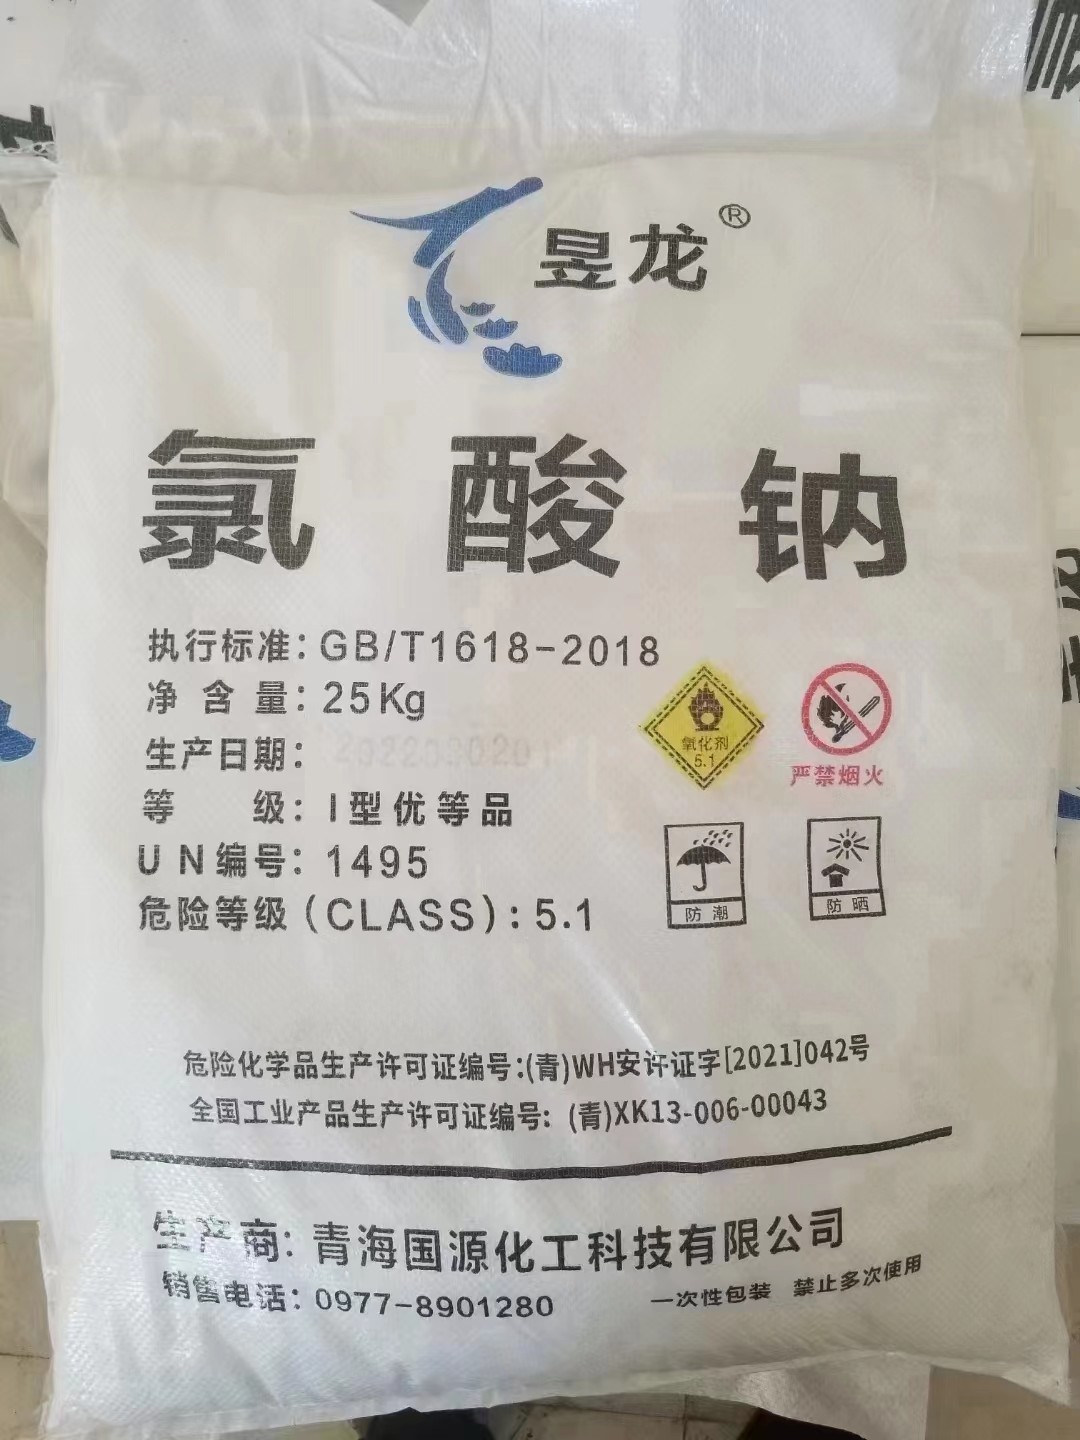 昱龙®
氯酸钠
执行标准：GB/T1618-2018
净含量：25Kg
生产日期：
等 级：I型优等品
UN编号：1495
危险等级（CLASS）：5.1
氧化剂
5.1
严禁烟火
防潮
防晒
危险化学品生产许可证编号:(青)WH安许证字[2021]042号
全国工业产品生产许可证编号：(青)XK13-006-00043
生产商：青海国源化工科技有限公司
销售电话：0977-8901280
一次性包装 禁止多次使用